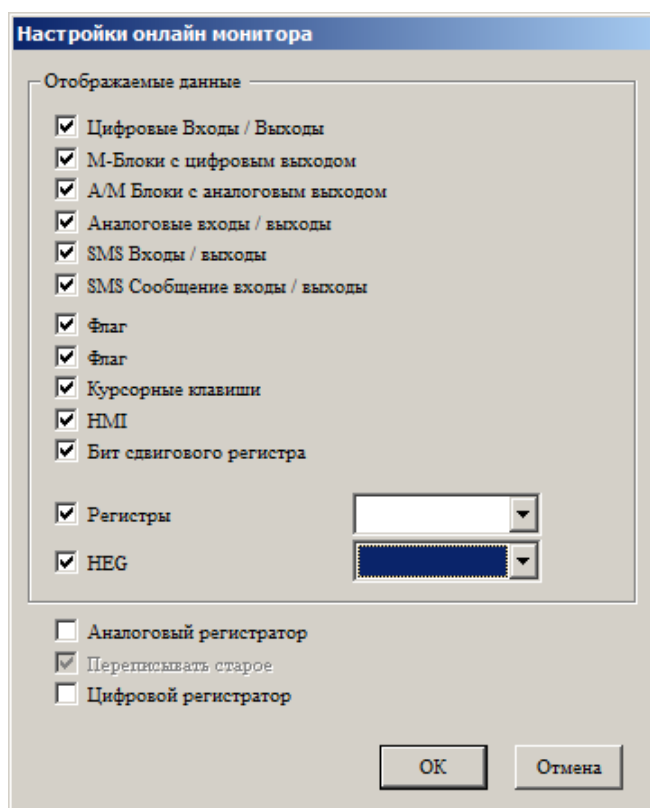 Настройки онлайн монитора
Отображаемые данные
Цифровые Входы / Выходы
М-Блоки с цифровым выходом
А/М Блоки с аналоговым выходом
Аналоговые входы / выходы
SMS Входы / выходы
SMS Сообщение входы / выходы
Флаг
Флаг
Курсорные клавиши
HMI
Бит сдвигового регистра
Регистры
HEG
Аналоговый регистратор
Переписывать старое
Цифровой регистратор
OK Отмена